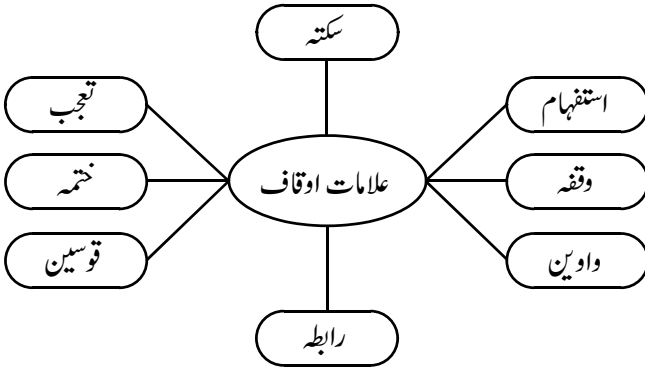 سکتہ
استفہام
تعجب
وقفہ
علامات اوقاف
ختمہ
واوین
قوسین
رابطہ